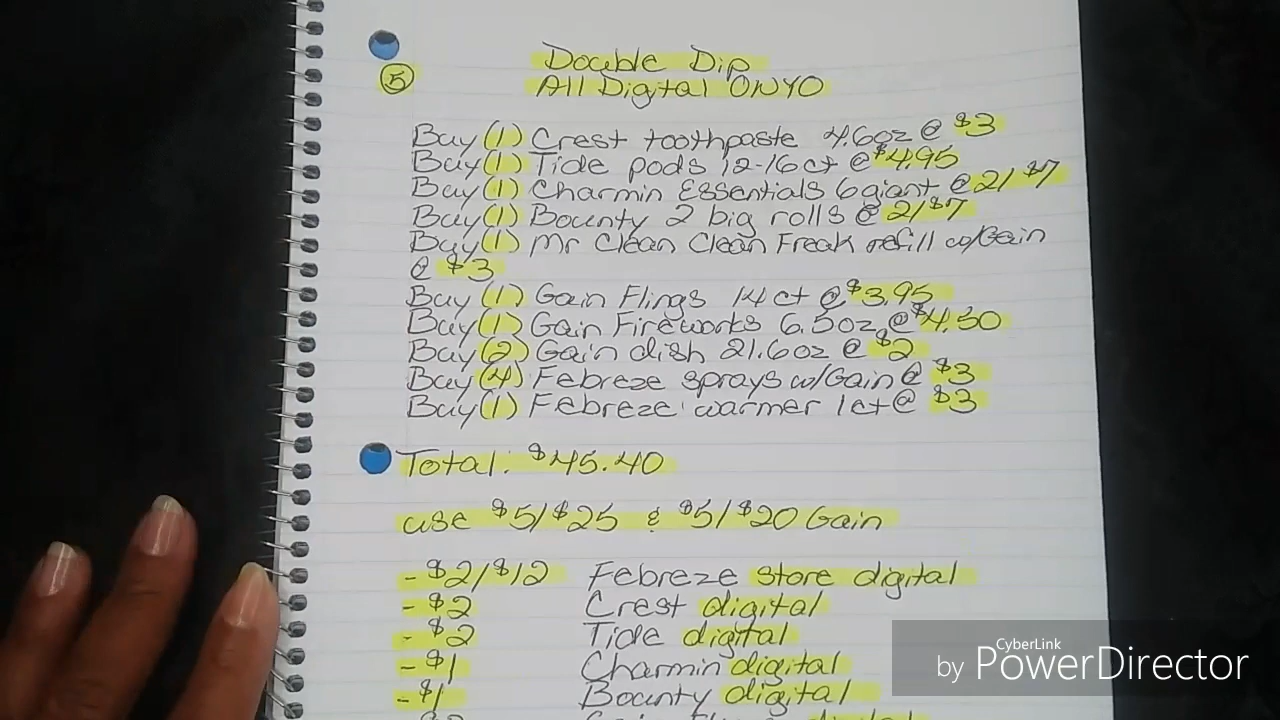 Double Dip
5 All Digital ONYO
Buy (1) Crest toothpaste 4.6oz @ $3
Buy (1) Tide pods 12-16 ct @ $4.95
Buy (1) Charmin Essentials 6 giant @ 2/$7
Buy (1) Bounty 2 big rolls @ 2/$7
Buy (1) Mr Clean Clean Freak refill w/Gain
@ $3
Buy (1) Gain Flings 14 ct @ $3.95
Buy (1) Gain Fireworks 6.5oz @ $4.50
Buy (2) Gain dish 21.6oz @ $2
Buy (4) Febreze sprays w/Gain @ $3
Buy (1) Febreze warmer 1ct @ $3
Total: $45.40
use $5/$25 & $5/$20 Gain
- $2/$12 Febreze store digital
- $2 Crest digital
- $2 Tide digital
- $1 Charmin digital
- $1 Bounty digital
CyberLink
by PowerDirector